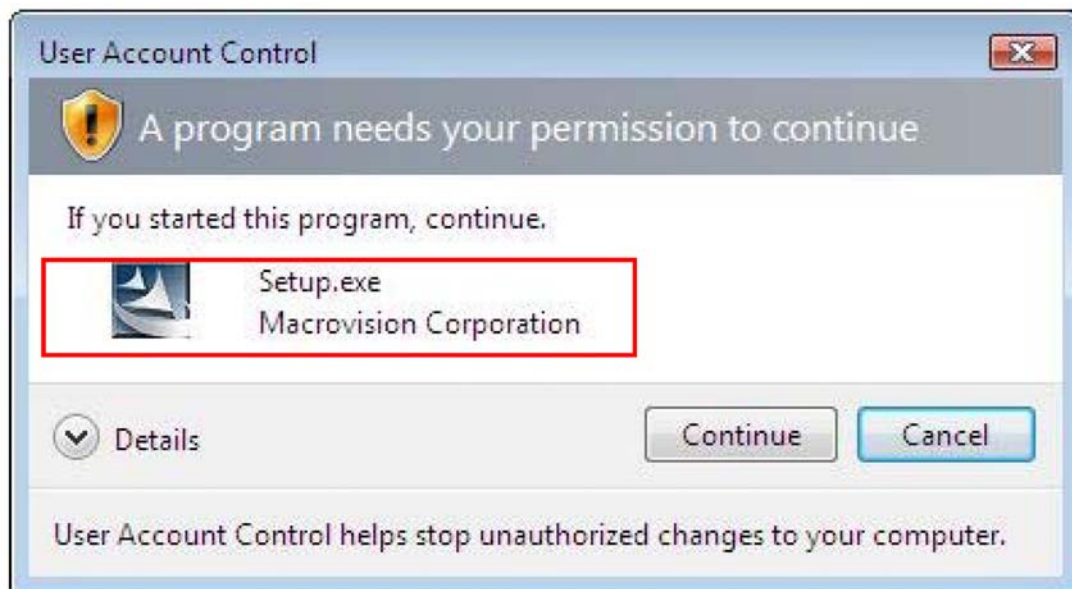 User Account Control
A program needs your permission to continue
If you started this program, continue.
Setup.exe
Macrovision Corporation
Details
Continue
Cancel
User Account Control helps stop unauthorized changes to your computer.